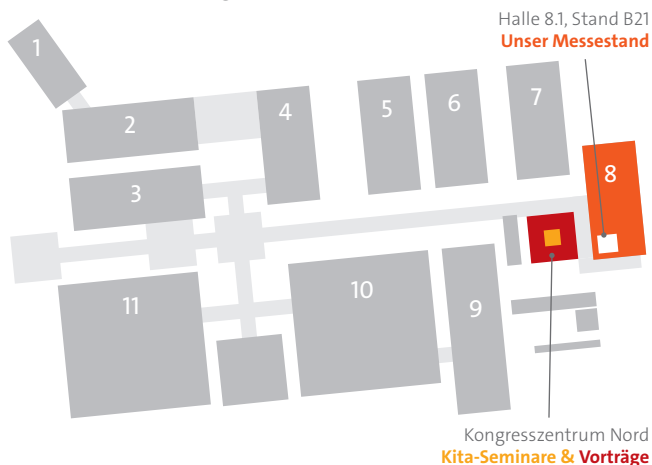 Halle 8.1, Stand B21
Unser Messestand
1
2
3
4
5
6
7
8
9
10
11
Kongresszentrum Nord
Kita-Seminare & Vorträge